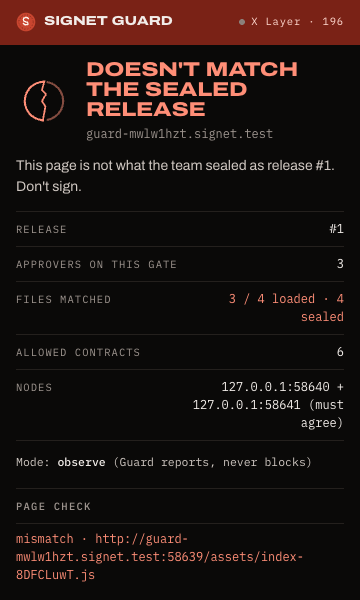 SIGNET GUARD
X Layer · 196
DOESN'T MATCH
THE SEALED
RELEASE
guard-mwlw1hzt.signet.test
This page is not what the team sealed as release #1.
Don't sign.
RELEASE #1
APPROVERS ON THIS GATE 3
FILES MATCHED 3 / 4 loaded · 4
sealed
ALLOWED CONTRACTS 6
NODES 127.0.0.1:58640 +
127.0.0.1:58641 (must
agree)
Mode: observe (Guard reports, never blocks)
PAGE CHECK
mismatch · http://guard-
mwlw1hzt.signet.test:58639/assets/index-
8DFCLuwT.js